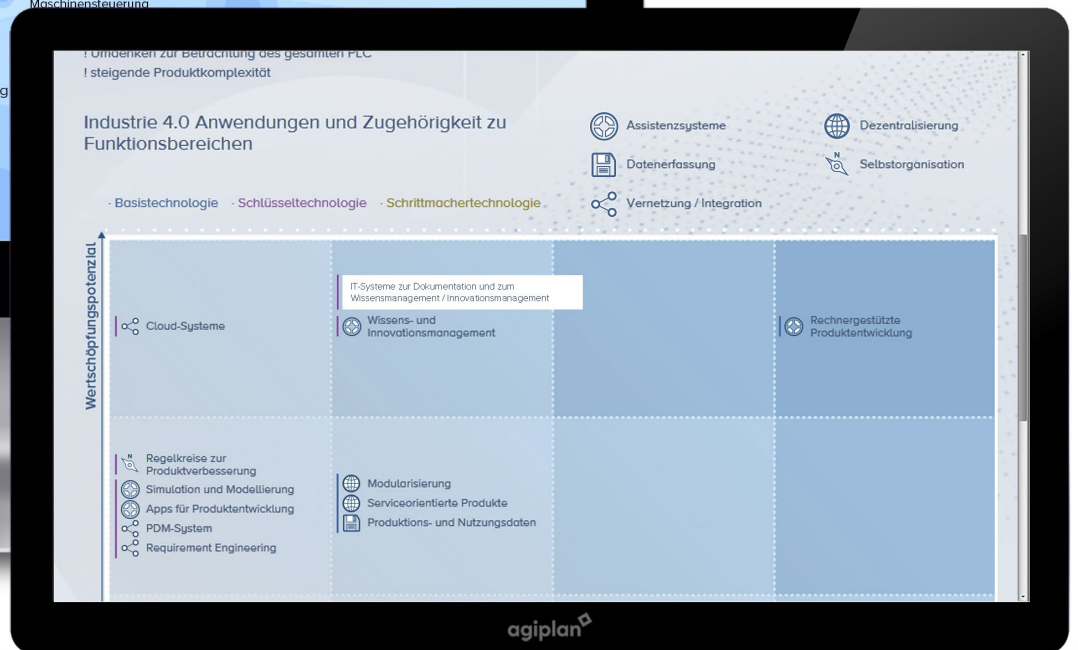 Maschinensteuerung
g
! Umdenken zur Betrachtung des gesamten PLC
! steigende Produktkomplexität
Industrie 4.0 Anwendungen und Zugehörigkeit zu
Funktionsbereichen
Assistenzsysteme
Dezentralisierung
Datenerfassung
N
Selbstorganisation
Vernetzung / Integration
· Basistechnologie · Schlüsseltechnologie · Schrittmachertechnologie
Wertschöpfungspotenzial
IT-Systeme zur Dokumentation und zum
Wissensmanagement / Innovationsmanagement
Cloud-Systeme
Wissens- und
Innovationsmanagement
Rechnergestützte
Produktentwicklung
N
Regelkreise zur
Produktverbesserung
Simulation und Modellierung
Apps für Produktentwicklung
PDM-System
Requirement Engineering
Modularisierung
Serviceorientierte Produkte
Produktions- und Nutzungsdaten
agiplan